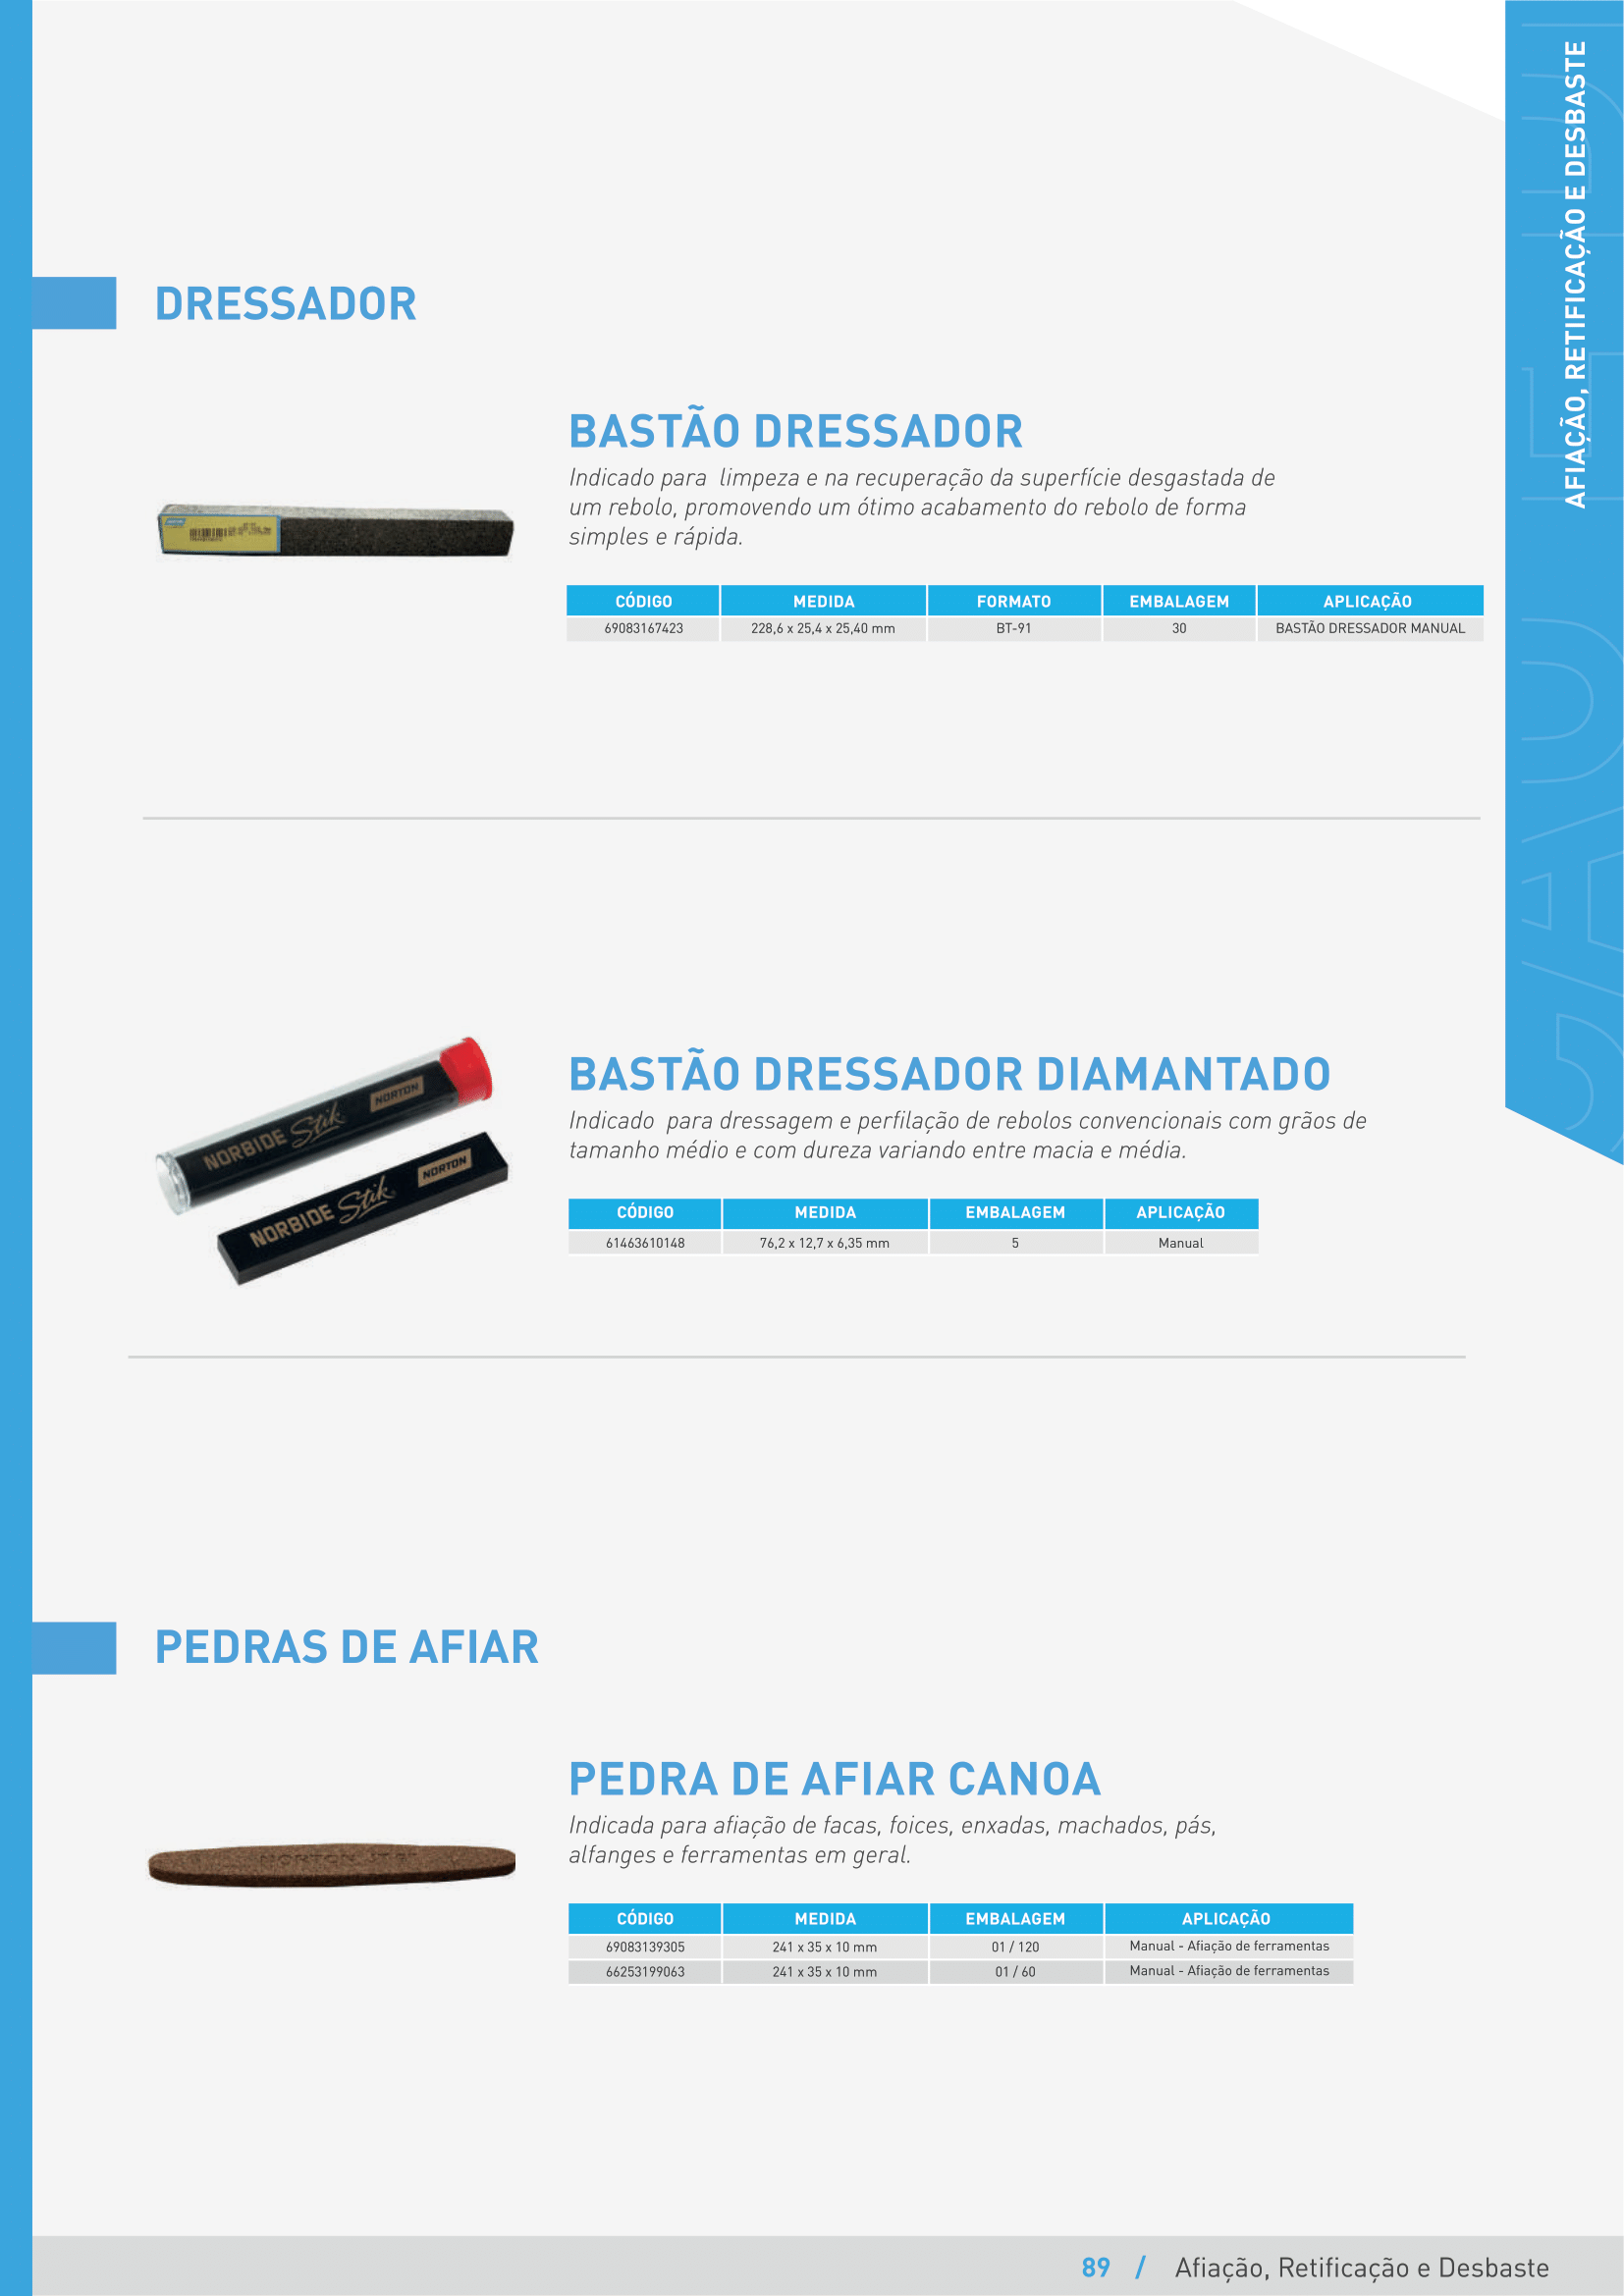 AFIAÇÃO, RETIFICAÇÃO E DESBASTE
DRESSADOR
BASTÃO DRESSADOR
Indicado para limpeza e na recuperação da superfície desgastada de
um rebolo, promovendo um ótimo acabamento do rebolo de forma
simples e rápida.
CÓDIGO MEDIDA FORMATO EMBALAGEM APLICAÇÃO
69083167423 228,6 x 25,4 x 25,40 mm BT-91 30 BASTÃO DRESSADOR MANUAL
NORBIDE Stik NORTON
NORBIDE Stik NORTON
BASTÃO DRESSADOR DIAMANTADO
Indicado para dressagem e perfilação de rebolos convencionais com grãos de
tamanho médio e com dureza variando entre macia e média.
CÓDIGO MEDIDA EMBALAGEM APLICAÇÃO
61463610148 76,2 x 12,7 x 6,35 mm 5 Manual
PEDRAS DE AFIAR
PEDRA DE AFIAR CANOA
Indicada para afiação de facas, foices, enxadas, machados, pás,
alfanges e ferramentas em geral.
NORTON
CÓDIGO MEDIDA EMBALAGEM APLICAÇÃO
69083139305 241 x 35 x 10 mm 01 / 120 Manual - Afiação de ferramentas
66253199063 241 x 35 x 10 mm 01 / 60 Manual - Afiação de ferramentas
89 / Afiação, Retificação e Desbaste